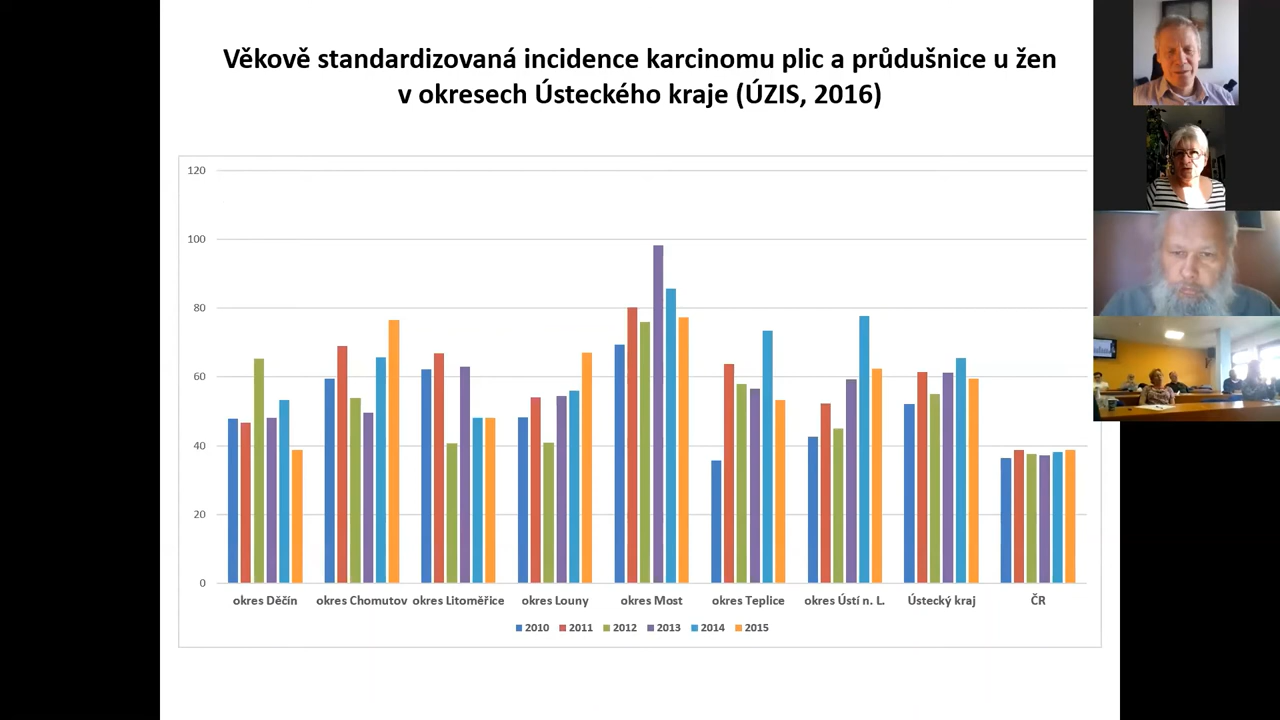 Věkově standardizovaná incidence karcinomu plic a průdušnice u žen
v okresech Ústeckého kraje (ÚZIS, 2016)
120
100
80
60
40
20
0
okres Děčín okres Chomutov okres Litoměřice okres Louny okres Most okres Teplice okres Ústí n. L. Ústecký kraj ČR
2010 2011 2012 2013 2014 2015